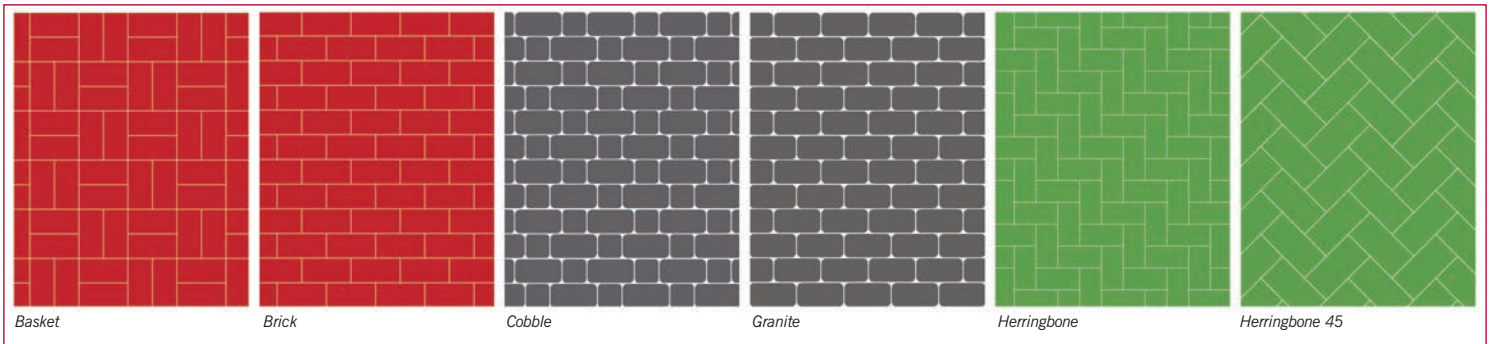 Basket
Brick
Cobble
Granite
Herringbone
Herringbone 45